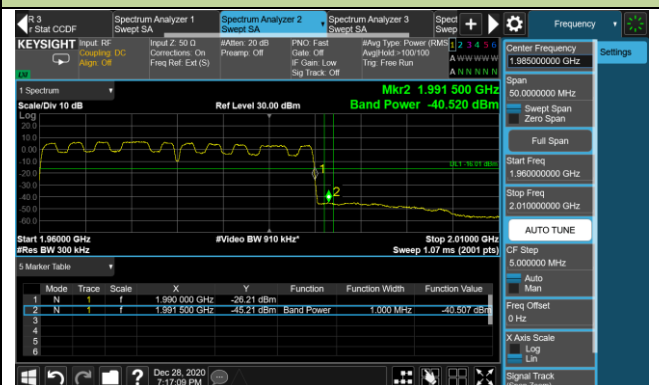 R 3
r Stat CCDF
Spectrum Analyzer 1
Swept SA
Spectrum Analyzer 2
Swept SA
Spectrum Analyzer 3
Swept SA
Spect
Swep
Frequency
KEYSIGHT
Input: RF
Coupling: DC
Align: Off
Input Z: 50 Ω
Corrections: On
Freq Ref: Ext (S)
#Atten: 20 dB
Preamp: Off
PNO: Fast
Gate: Off
IF Gain: Low
Sig Track: Off
#Avg Type: Power (RMS
Avg|Hold:>100/100
Trig: Free Run
1 2 3 4 5 6
A W W W W W
A N N N N N
1 Spectrum
Scale/Div 10 dB
Ref Level 30.00 dBm
Mkr2 1.991 500 GHz
Band Power -40.520 dBm
Log
20.0
10.0
0.00
-10.0
-20.0
-30.0
-40.0
-50.0
-60.0
1
2
Start 1.96000 GHz
#Res BW 300 kHz
#Video BW 910 kHz*
Stop 2.01000 GHz
Sweep 1.07 ms (2001 pts)
5 Marker Table
Mode Trace Scale X Y Function Function Width Function Value
1 N 1 f 1.990 000 GHz -26.21 dBm
2 N 1 f 1.991 500 GHz -45.21 dBm Band Power 1.000 MHz -40.507 dBm
3
4
5
6
Dec 28, 2020
7:17:09 PM
Center Frequency
1.985000000 GHz
Settings
Span
50.0000000 MHz
Swept Span
Zero Span
Full Span
Start Freq
1.960000000 GHz
Stop Freq
2.010000000 GHz
AUTO TUNE
CF Step
5.000000 MHz
Auto
Man
Freq Offset
0 Hz
X Axis Scale
Log
Lin
Signal Track